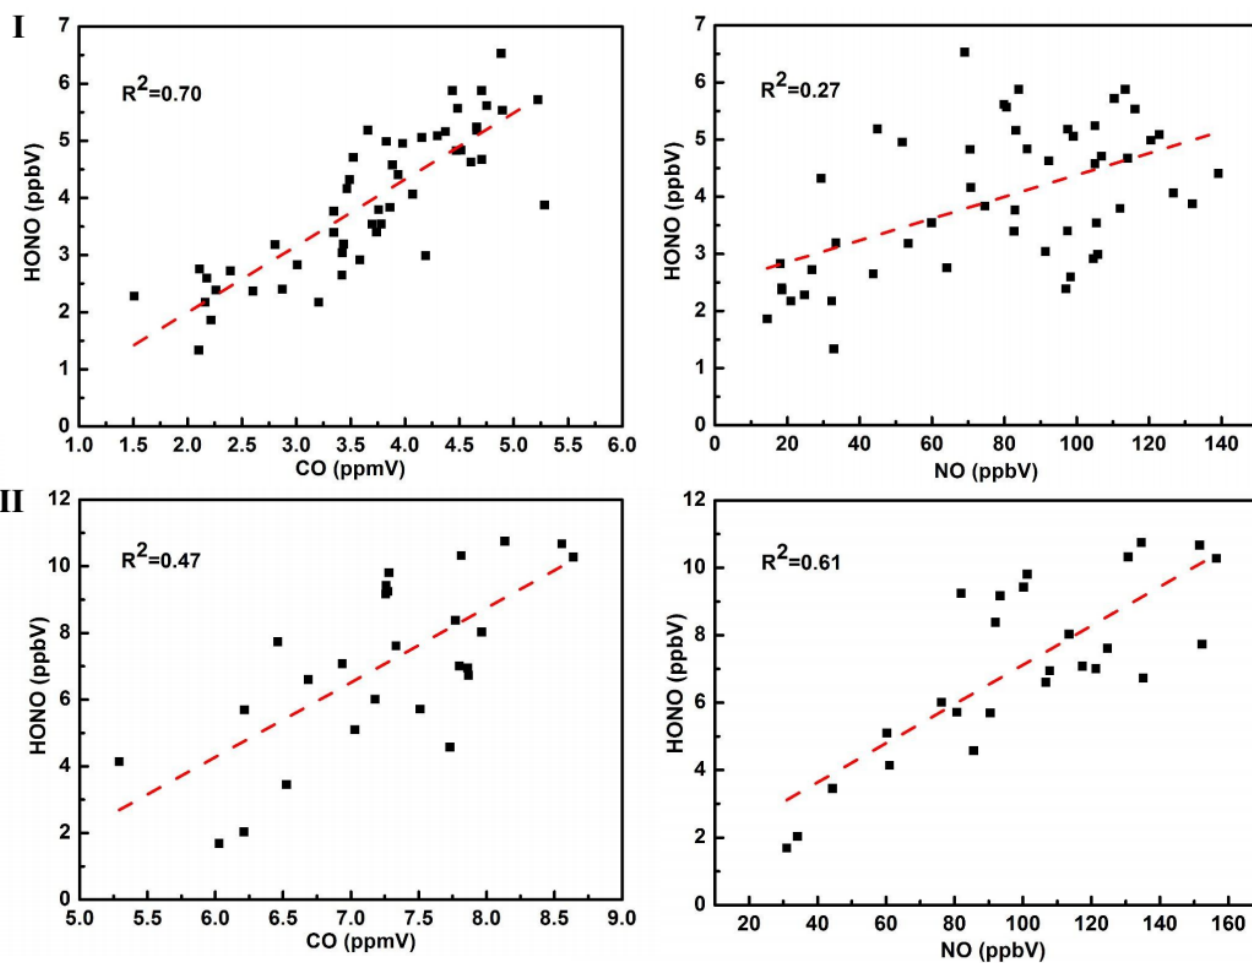 I
7
6
5
4
3
2
1
0
HONO (ppbV)
R²=0.70
1.0 1.5 2.0 2.5 3.0 3.5 4.0 4.5 5.0 5.5 6.0
CO (ppmV)
7
6
5
4
3
2
1
0
HONO (ppbV)
R²=0.27
0 20 40 60 80 100 120 140
NO (ppbV)
II
12
10
8
6
4
2
0
HONO (ppbV)
R²=0.47
5.0 5.5 6.0 6.5 7.0 7.5 8.0 8.5 9.0
CO (ppmV)
12
10
8
6
4
2
0
HONO (ppbV)
R²=0.61
20 40 60 80 100 120 140 160
NO (ppbV)